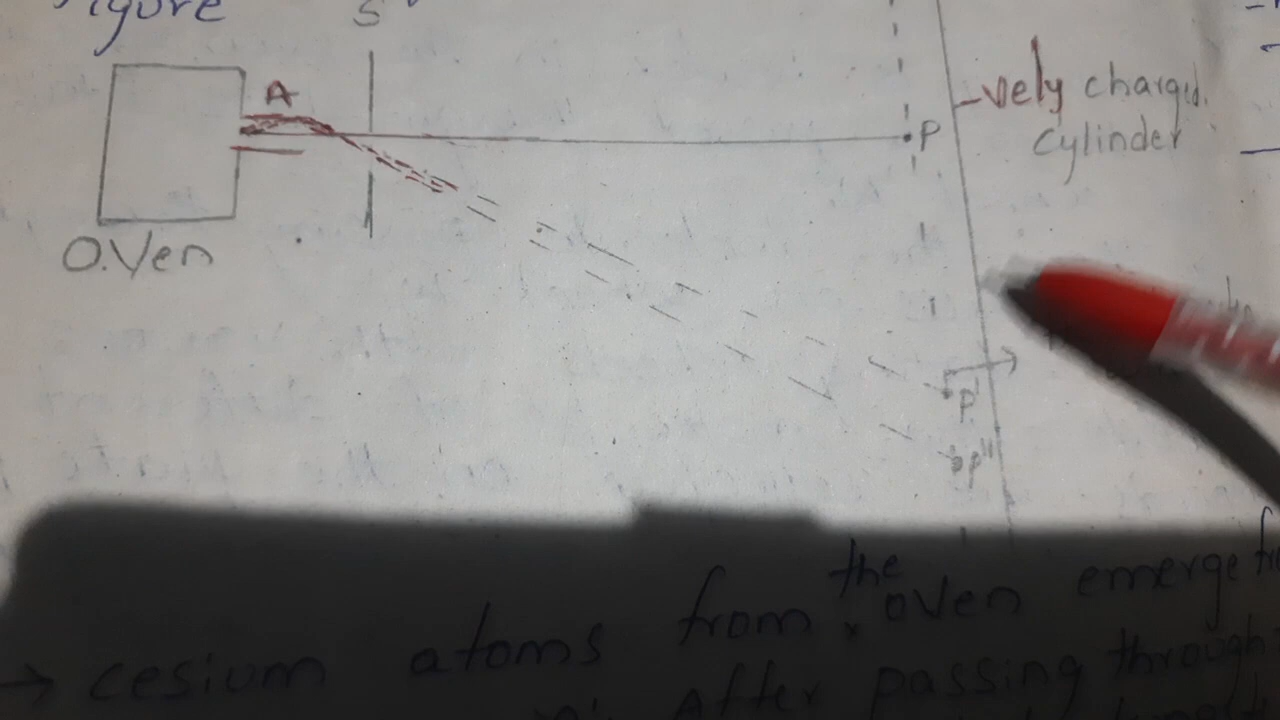 Figure
S
A
-vely charged
cylinder
P
Oven
P'
P''
the
→ cesium atoms from oven emerge
After passing through